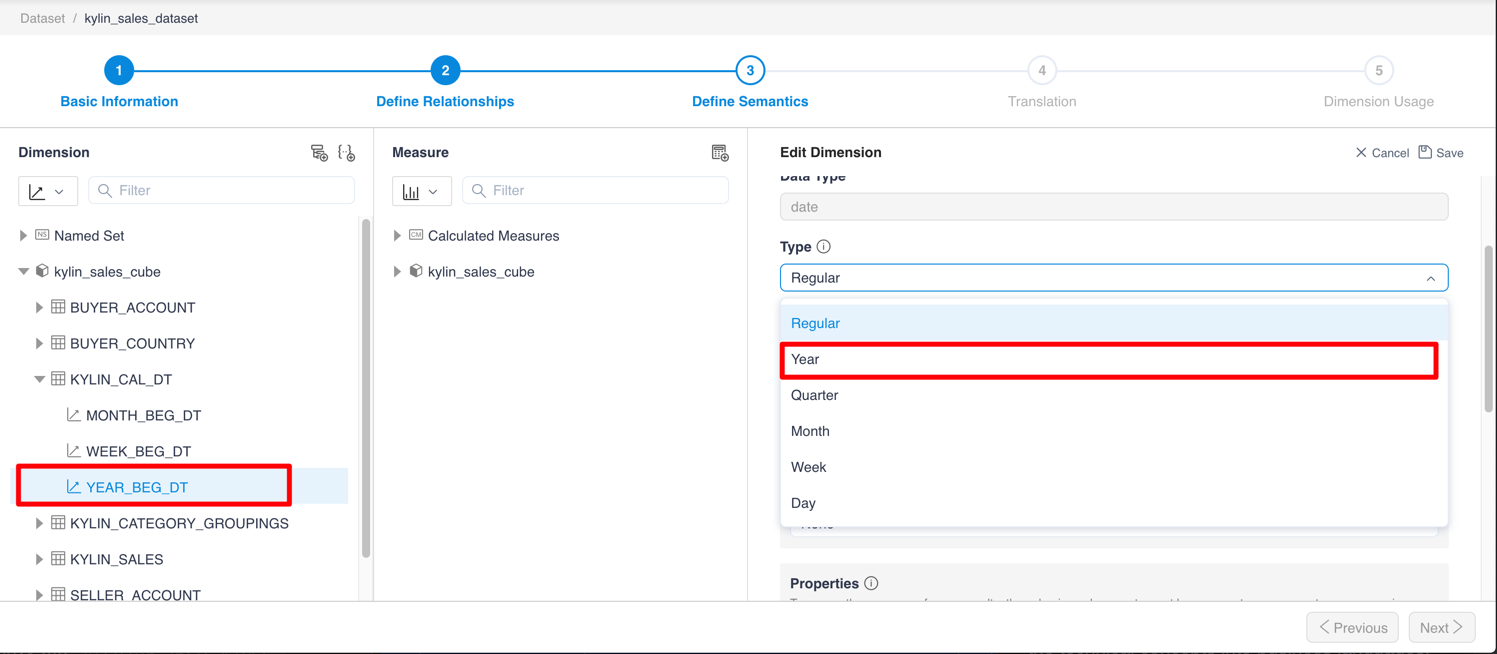 Dataset / kylin_sales_dataset
1 2 3 4 5
Basic Information Define Relationships Define Semantics Translation Dimension Usage
Dimension
Filter
NS Named Set
kylin_sales_cube
BUYER_ACCOUNT
BUYER_COUNTRY
KYLIN_CAL_DT
MONTH_BEG_DT
WEEK_BEG_DT
YEAR_BEG_DT
KYLIN_CATEGORY_GROUPINGS
KYLIN_SALES
SELLER_ACCOUNT
Measure
Filter
CM Calculated Measures
kylin_sales_cube
Edit Dimension Cancel Save
Data Type
date
Type
Regular
Regular
Year
Quarter
Month
Week
Day
None
Properties
Previous Next